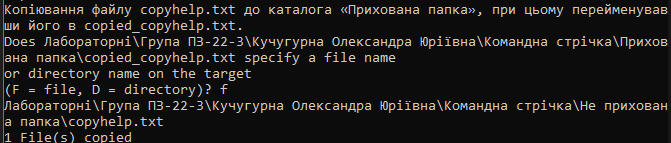 Копіювання файлу copyhelp.txt до каталога «Прихована папка», при цьому перейменував
ши його в copied_copyhelp.txt.
Does Лабораторні\Група ПЗ-22-3\Кучугурна Олександра Юріївна\Командна стрічка\Прихов
ана папка\copied_copyhelp.txt specify a file name
or directory name on the target
(F = file, D = directory)? f
Лабораторні\Група ПЗ-22-3\Кучугурна Олександра Юріївна\Командна стрічка\Не прихован
а папка\copyhelp.txt
1 File(s) copied